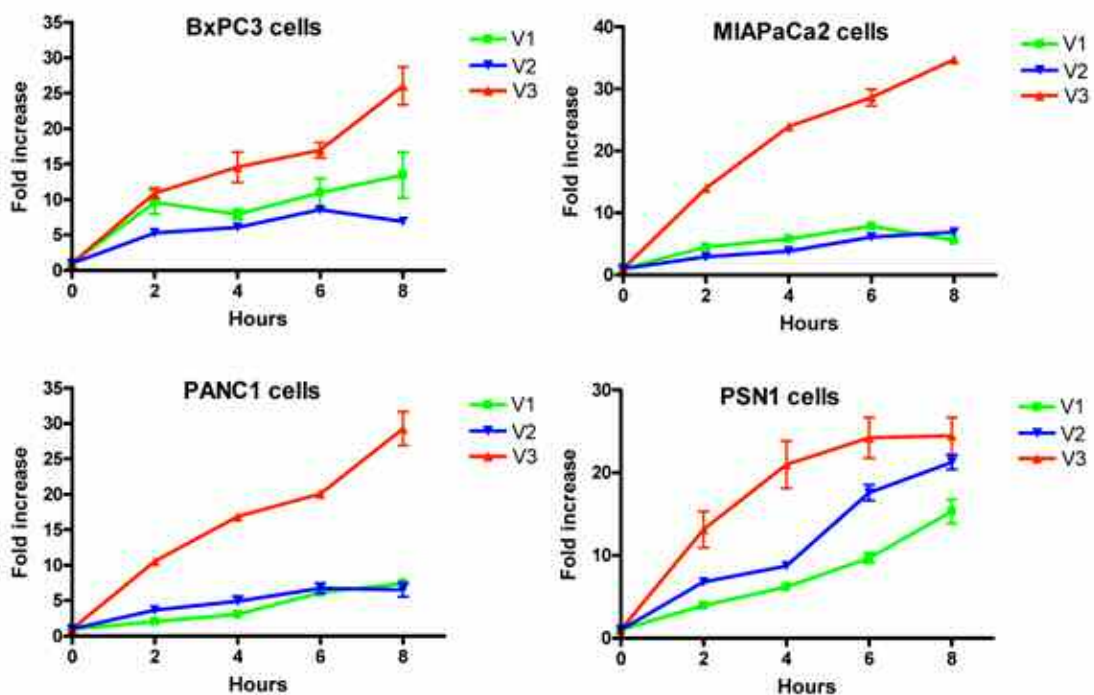 BxPC3 cells
Fold increase
35
30
25
20
15
10
5
0
0 2 4 6 8
Hours
V1
V2
V3
MIAPaCa2 cells
Fold increase
40
30
20
10
0
0 2 4 6 8
Hours
V1
V2
V3
PANC1 cells
Fold increase
35
30
25
20
15
10
5
0
0 2 4 6 8
Hours
V1
V2
V3
PSN1 cells
Fold increase
30
20
10
0
0 2 4 6 8
Hours
V1
V2
V3